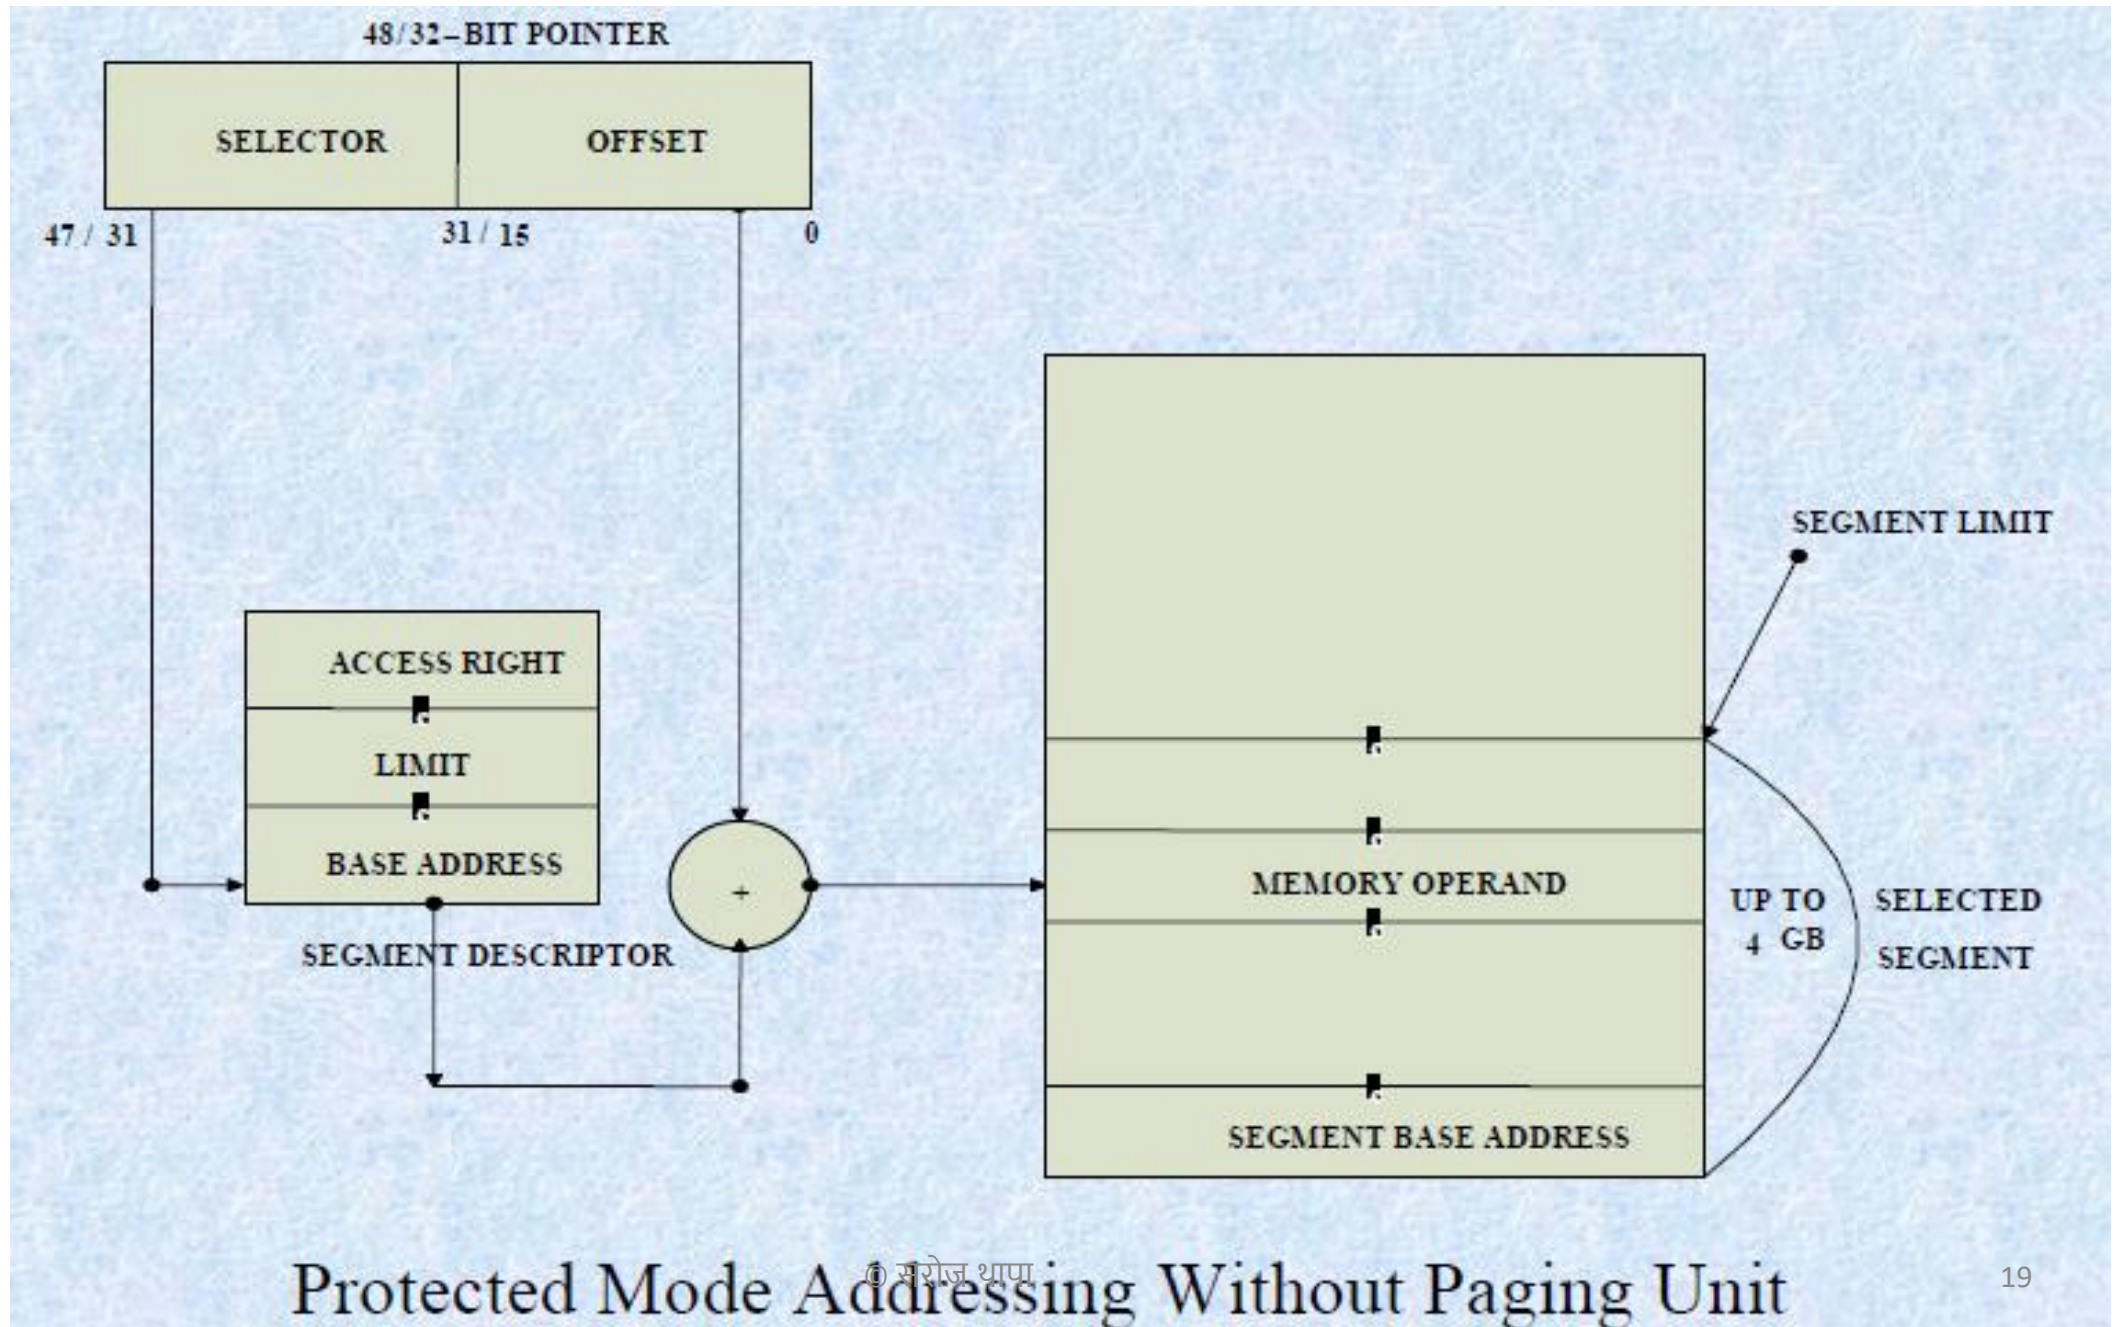 48/32-BIT POINTER
SELECTOR
OFFSET
47 / 31
31 / 15
0
SEGMENT LIMIT
ACCESS RIGHT
LIMIT
BASE ADDRESS
SEGMENT DESCRIPTOR
+
MEMORY OPERAND
UP TO
4 GB
SELECTED
SEGMENT
SEGMENT BASE ADDRESS
Protected Mode Addressing Without Paging Unit
© सरोज थापा
19